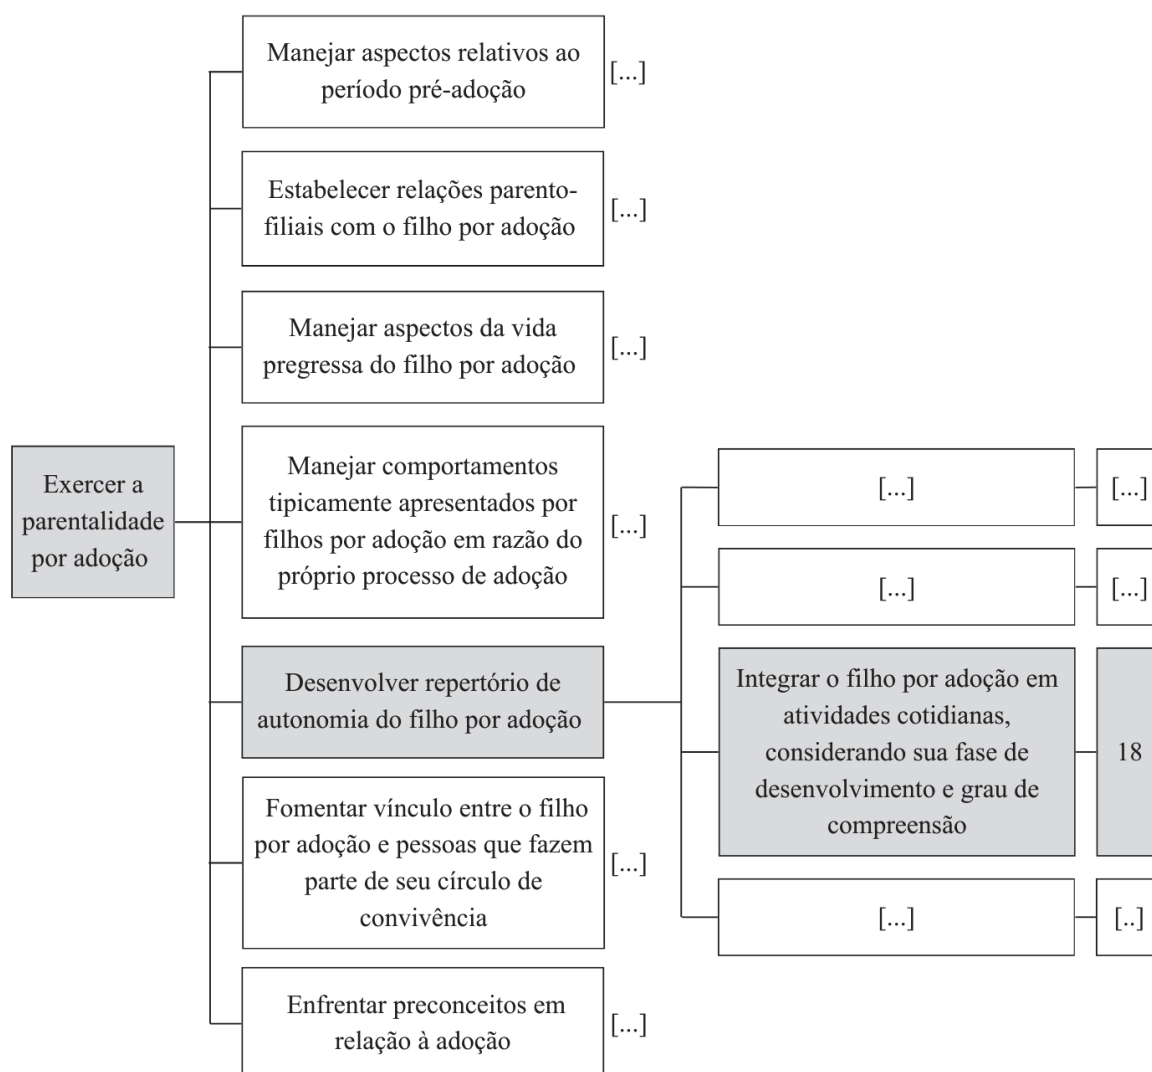 Manejar aspectos relativos ao
período pré-adoção
[...]
Estabelecer relações parento-
filiais com o filho por adoção
[...]
Manejar aspectos da vida
pregressa do filho por adoção
[...]
Exercer a
parentalidade
por adoção
Manejar comportamentos
tipicamente apresentados por
filhos por adoção em razão do
próprio processo de adoção
[...]
Desenvolver repertório de
autonomia do filho por adoção
[...]
[...]
[...]
[...]
Integrar o filho por adoção em
atividades cotidianas,
considerando sua fase de
desenvolvimento e grau de
compreensão
18
[...]
[..]
Fomentar vínculo entre o filho
por adoção e pessoas que fazem
parte de seu círculo de
convivência
[...]
Enfrentar preconceitos em
relação à adoção
[...]